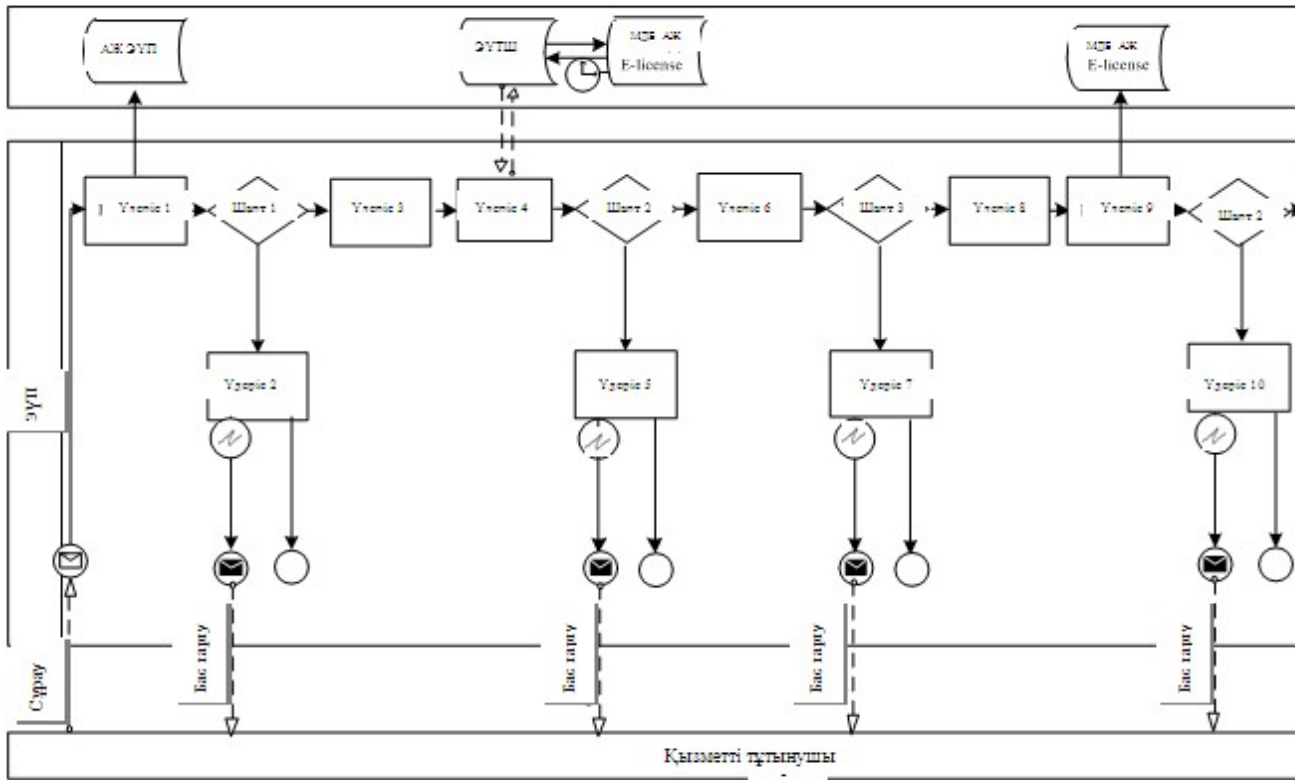 АЖ ЭҮП
ЭҮТШ
МДБ АЖ
E-license
МДБ АЖ
E-license
Үдеріс 1
Шарт 1
Үдеріс 3
Үдеріс 4
Шарт 2
Үдеріс 6
Шарт 3
Үдеріс 8
Үдеріс 9
Шарт 2
Үдеріс 2
Үдеріс 5
Үдеріс 7
Үдеріс 10
ЭҮП
Сұрау
Бас тарту
Бас тарту
Бас тарту
Бас тарту
Қызметті тұтынушы